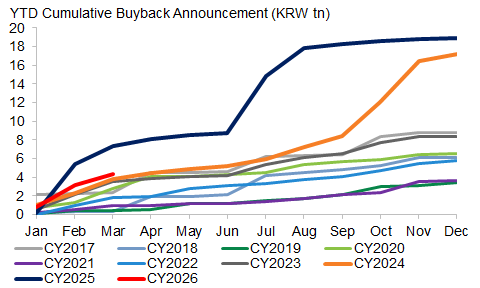 YTD Cumulative Buyback Announcement (KRW tn)
20
18
16
14
12
10
8
6
4
2
0
Jan Feb Mar Apr May Jun Jul Aug Sep Oct Nov Dec
CY2017 CY2018 CY2019 CY2020
CY2021 CY2022 CY2023 CY2024
CY2025 CY2026